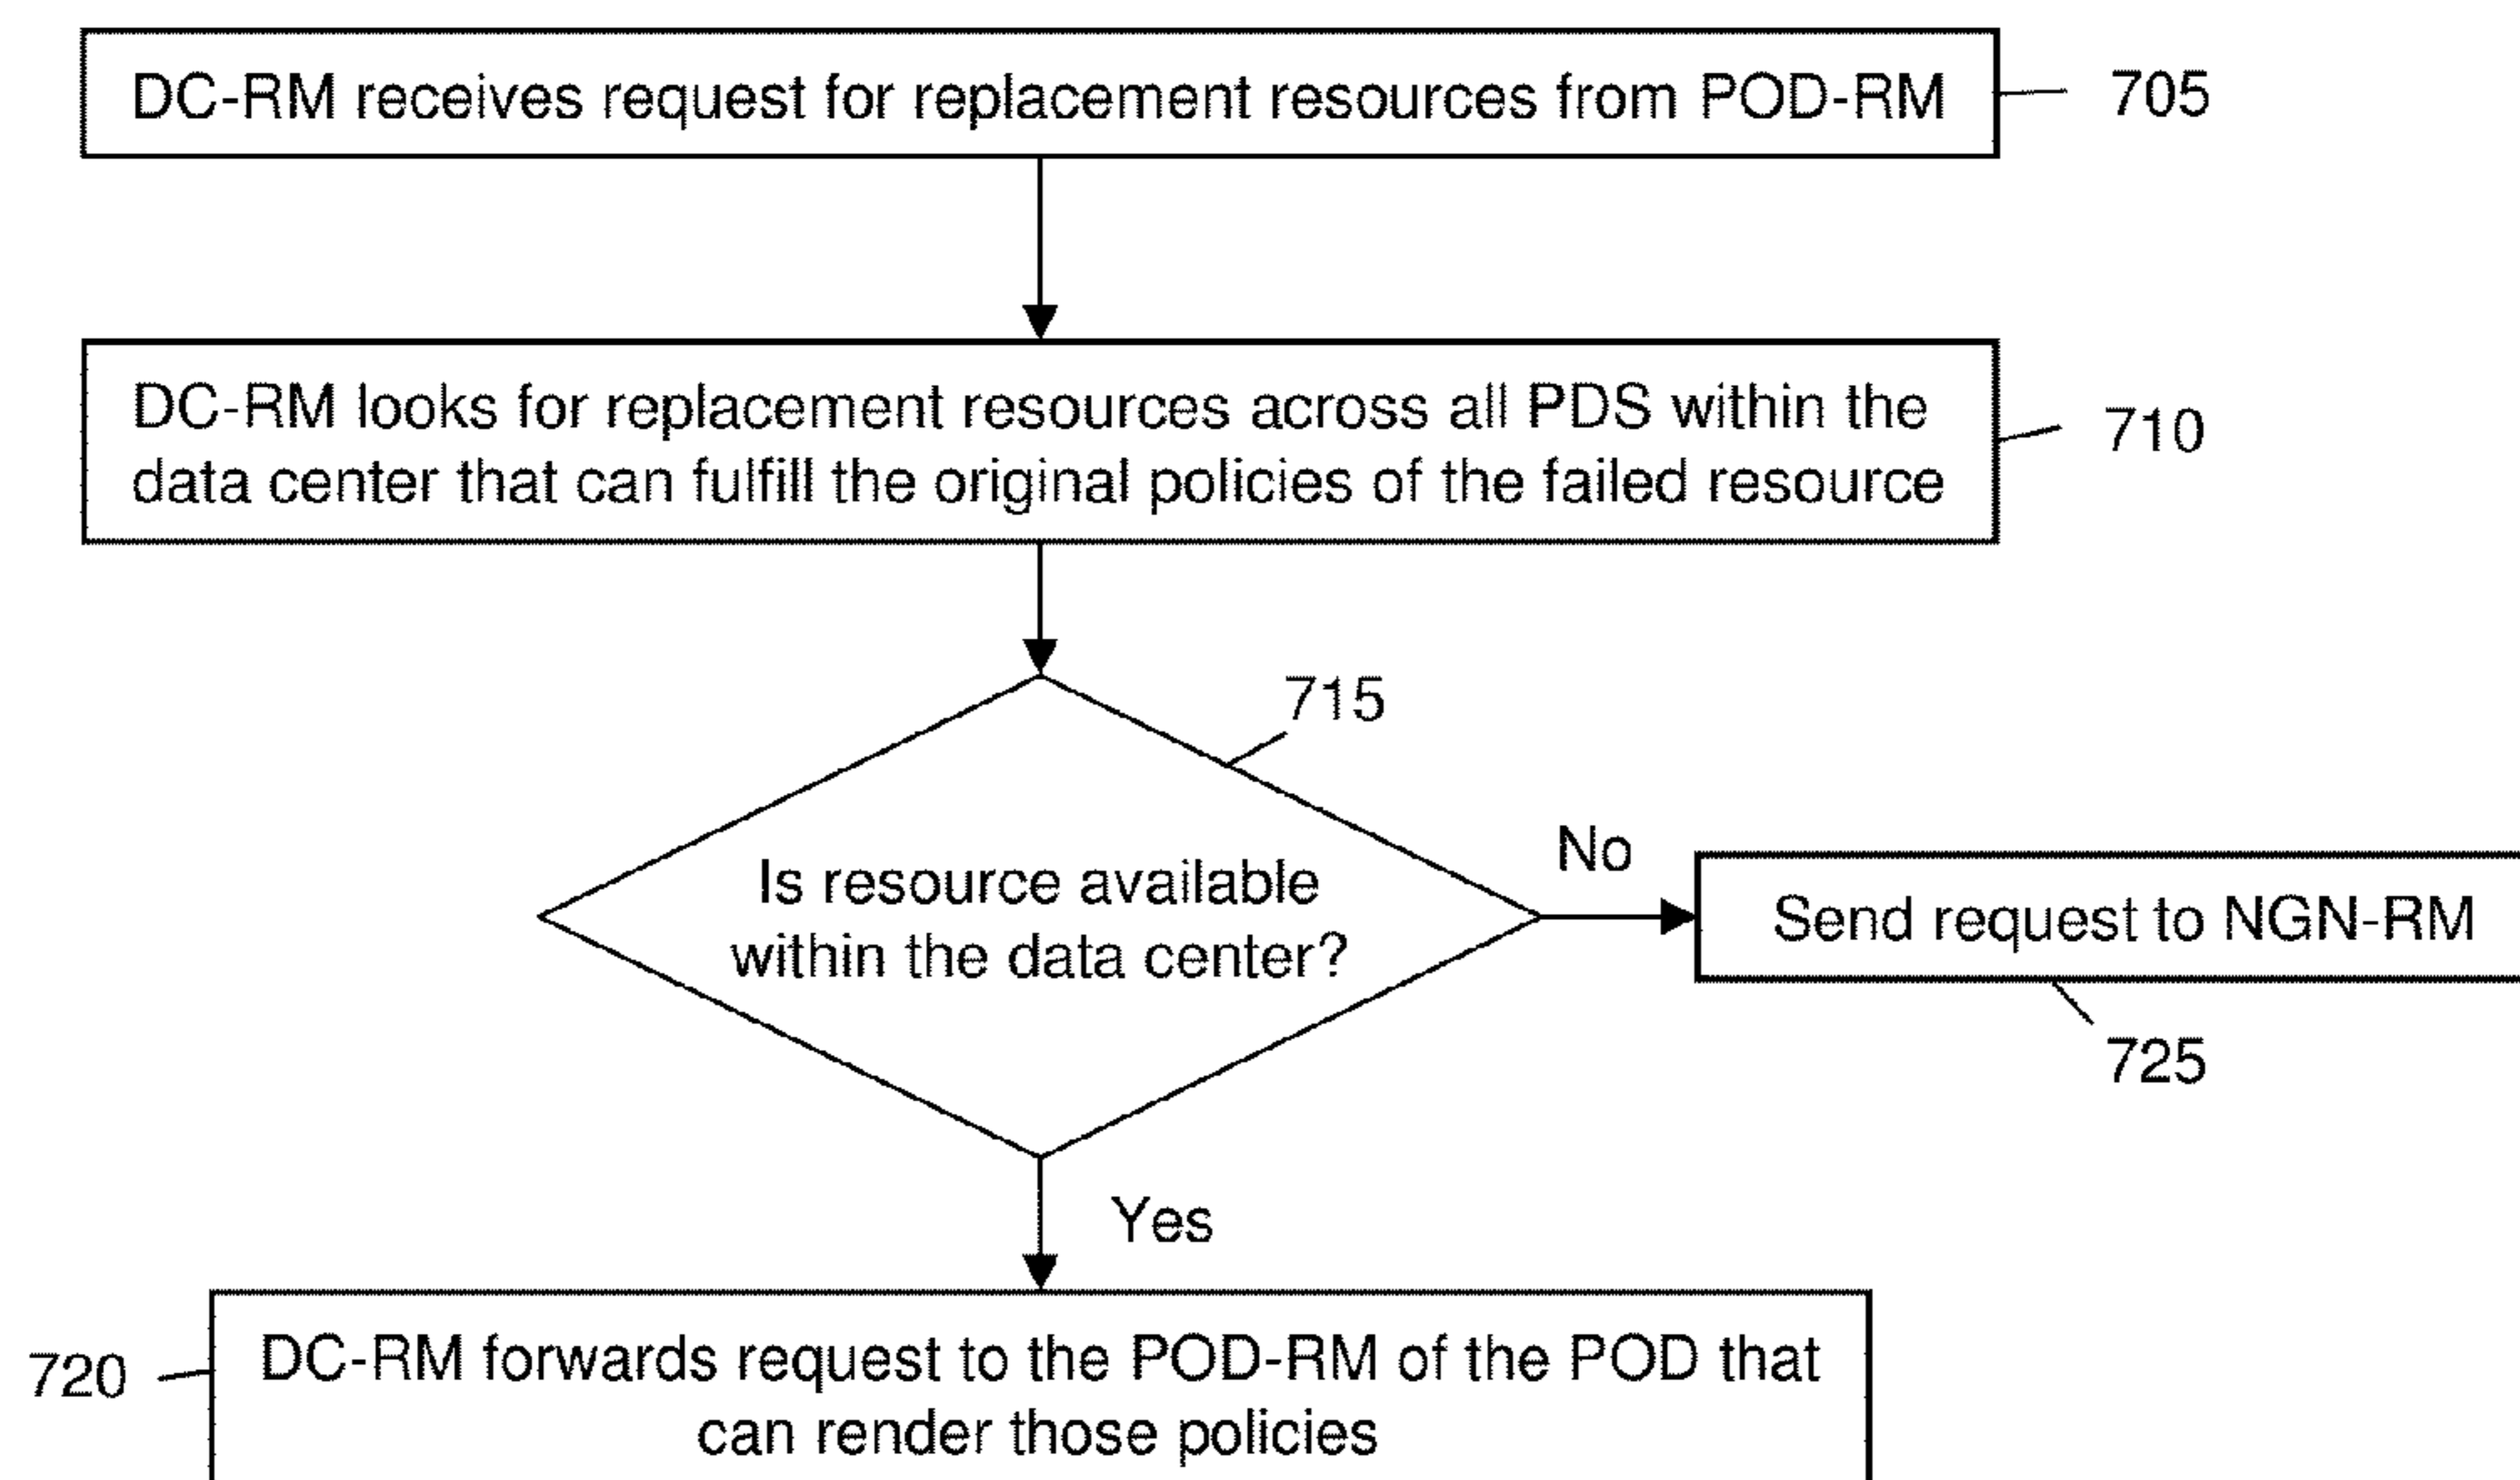 DC-RM receives request for replacement resources from POD-RM
705
DC-RM looks for replacement resources across all PDS within the
data center that can fulfill the original policies of the failed resource
710
715
Is resource available
within the data center?
No
Send request to NGN-RM
725
Yes
720
DC-RM forwards request to the POD-RM of the POD that
can render those policies